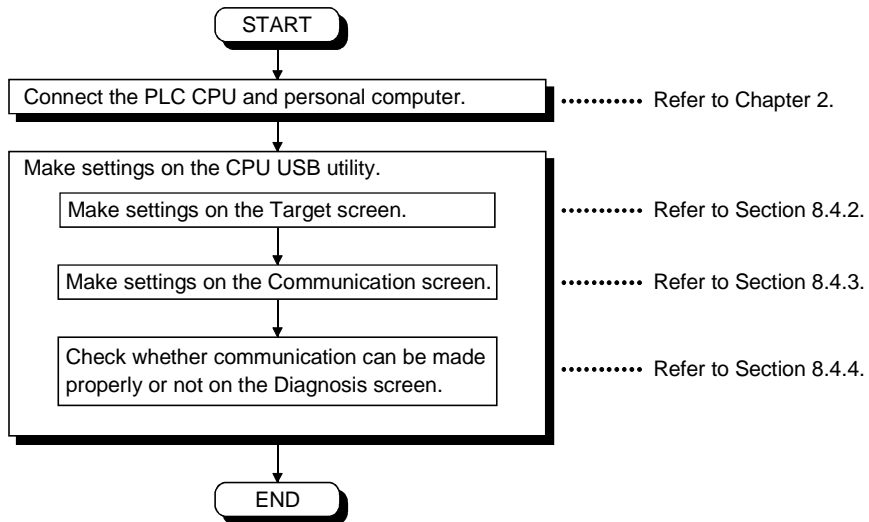 START
Connect the PLC CPU and personal computer.
Refer to Chapter 2.
Make settings on the CPU USB utility.
Make settings on the Target screen.
Refer to Section 8.4.2.
Make settings on the Communication screen.
Refer to Section 8.4.3.
Check whether communication can be made
properly or not on the Diagnosis screen.
Refer to Section 8.4.4.
END